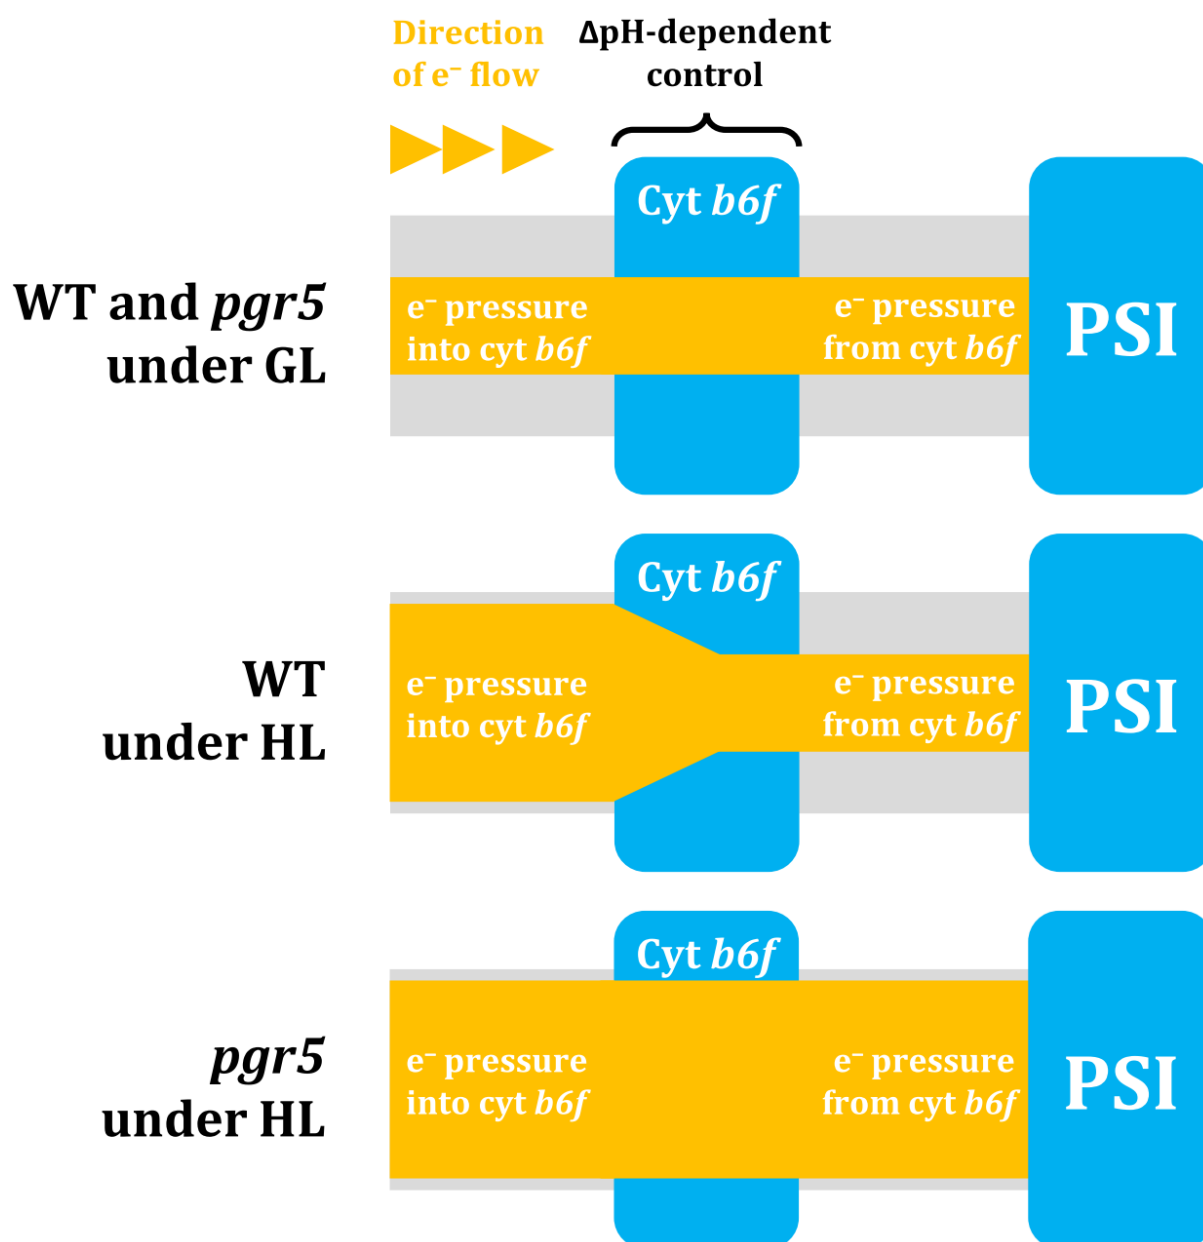 Direction
of e⁻ flow
ΔpH-dependent
control
WT and pgr5
under GL
Cyt b6f
e⁻ pressure
into cyt b6f
e⁻ pressure
from cyt b6f
PSI
WT
under HL
Cyt b6f
e⁻ pressure
into cyt b6f
e⁻ pressure
from cyt b6f
PSI
pgr5
under HL
Cyt b6f
e⁻ pressure
into cyt b6f
e⁻ pressure
from cyt b6f
PSI